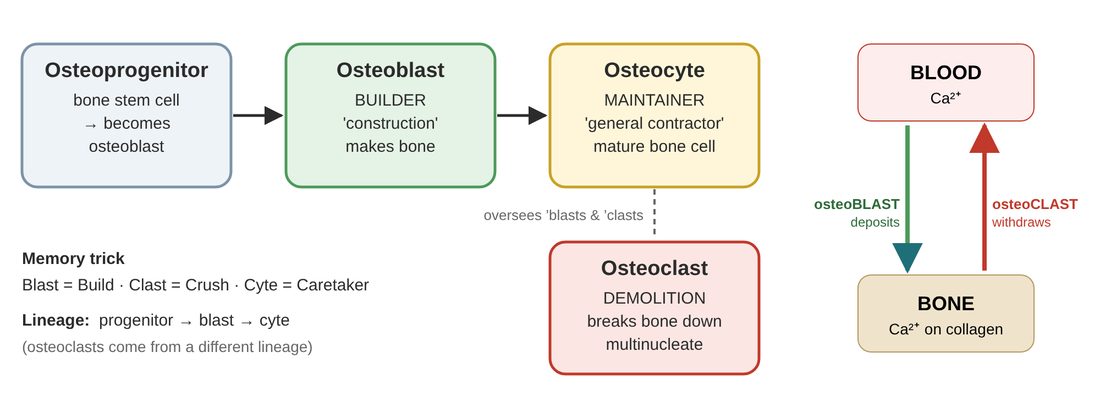 Osteoprogenitor
bone stem cell
→ becomes
osteoblast
Osteoblast
BUILDER
'construction'
makes bone
Osteocyte
MAINTAINER
'general contractor'
mature bone cell
oversees 'blasts & 'clasts
Osteoclast
DEMOLITION
breaks bone down
multinucleate
Memory trick
Blast = Build · Clast = Crush · Cyte = Caretaker
Lineage: progenitor → blast → cyte
(osteoclasts come from a different lineage)
BLOOD
Ca²⁺
osteoBLAST
deposits
osteoCLAST
withdraws
BONE
Ca²⁺ on collagen